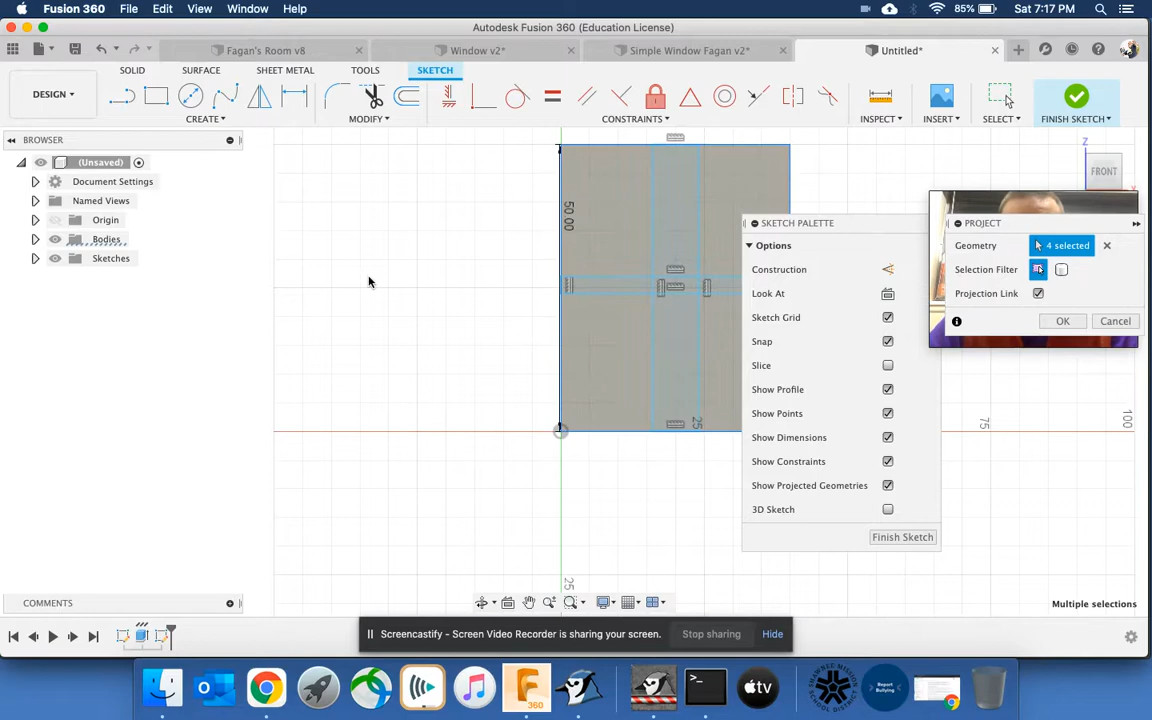 Fusion 360 File Edit View Window Help 85% Sat 7:17 PM
Autodesk Fusion 360 (Education License)
Fagan's Room v8 Window v2* Simple Window Fagan v2* Untitled*
SOLID SURFACE SHEET METAL TOOLS SKETCH
DESIGN
CREATE MODIFY CONSTRAINTS INSPECT INSERT SELECT FINISH SKETCH
BROWSER
(Unsaved)
Document Settings
Named Views
Origin
Bodies
Sketches
50.00
25
75
100
25
Z
FRONT
PROJECT
Geometry 4 selected
Selection Filter
Projection Link
OK Cancel
SKETCH PALETTE
Options
Construction
Look At
Sketch Grid
Snap
Slice
Show Profile
Show Points
Show Dimensions
Show Constraints
Show Projected Geometries
3D Sketch
Finish Sketch
COMMENTS
Multiple selections
Screencastify - Screen Video Recorder is sharing your screen. Stop sharing Hide
F
360
>_
tv
Report
Bullying